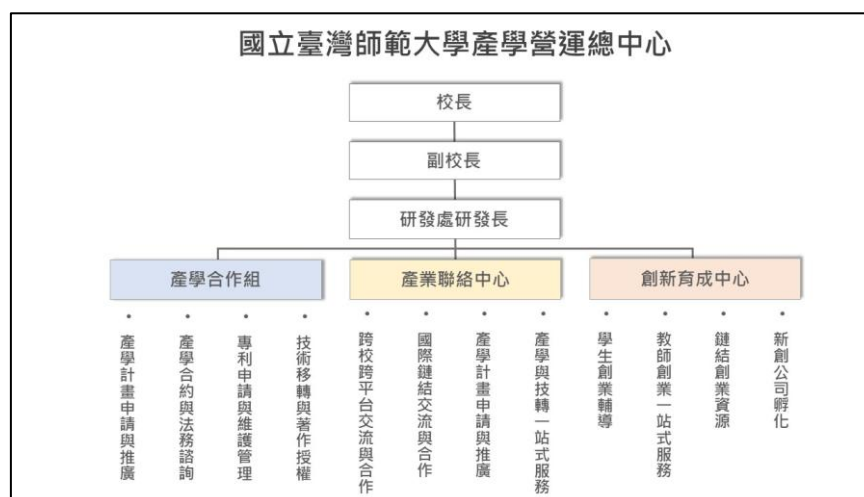 國立臺灣師範大學產學營運總中心
校長
副校長
研發處研發長
產學合作組
產業聯絡中心
創新育成中心
• 產學計畫申請與推廣
• 產學合約與法務諮詢
• 專利申請與維護管理
• 技術移轉與著作授權
• 跨校跨平台交流與合作
• 國際鏈結交流與合作
• 產學計畫申請與推廣
• 產學與技轉一站式服務
• 學生創業輔導
• 教師創業一站式服務
• 鏈結創業資源
• 新創公司孵化